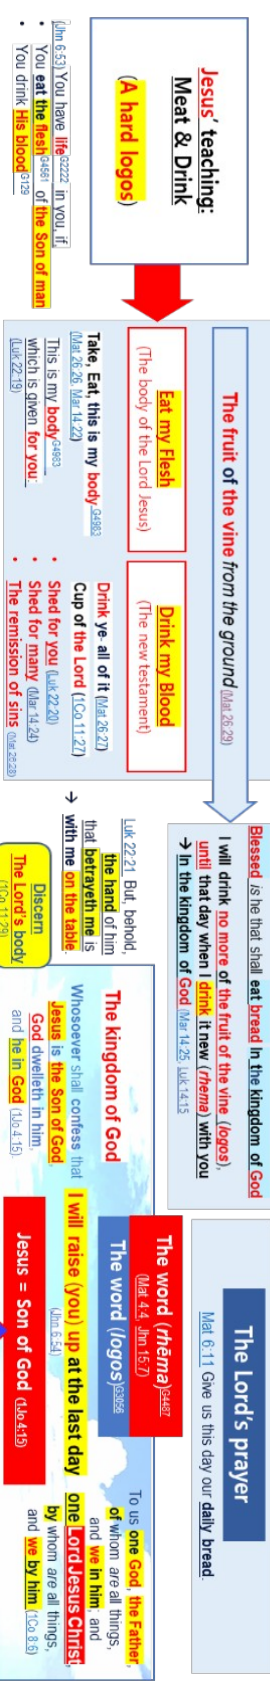 Jesus' teaching:
Meat & Drink
(A hard logos)
(Jhn 6:53) You have life G2222 in you, if,
• You eat the flesh G4561 of the Son of man
• You drink His blood G129
The fruit of the vine from the ground (Mat 26:29)
Eat my Flesh
(The body of the Lord Jesus)
Drink my Blood
(The new testament)
Take, Eat, this is my body G4983
(Mat 26:26, Mar 14:22)
This is my body G4983
which is given for you:
(Luk 22:19)
Drink ye- all of it (Mat 26:27)
Cup of the Lord (1Co 11:27)
• Shed for you (Luk 22:20)
• Shed for many (Mar 14:24)
• The remission of sins (Mat 26:28)
Blessed is he that shall eat bread In the kingdom of God
I will drink no more of the fruit of the vine (logos),
until that day when I drink it new (rhema) with you
→ In the kingdom of God (Mar 14:25, Luk 14:15
Luk 22:21 But, behold,
the hand of him
that betrayeth me is
→ with me on the table.
Discern
The Lord's body
(1Co 11:29)
The Lord's prayer
Mat 6:11 Give us this day our daily bread.
The kingdom of God
Whosoever shall confess that
Jesus is the Son of God,
God dwelleth in him,
and he in God (1Jo 4:15).
The word (rhēma) G4487
(Mat 4:4, Jhn 15:7)
The word (logos) G3056
I will raise (you) up at the last day
(Jhn 6:54)
Jesus = Son of God (1Jo 4:15)
To us one God, the Father,
of whom are all things,
and we in him; and
one Lord Jesus Christ,
by whom are all things,
and we by him (1Co 8:6)